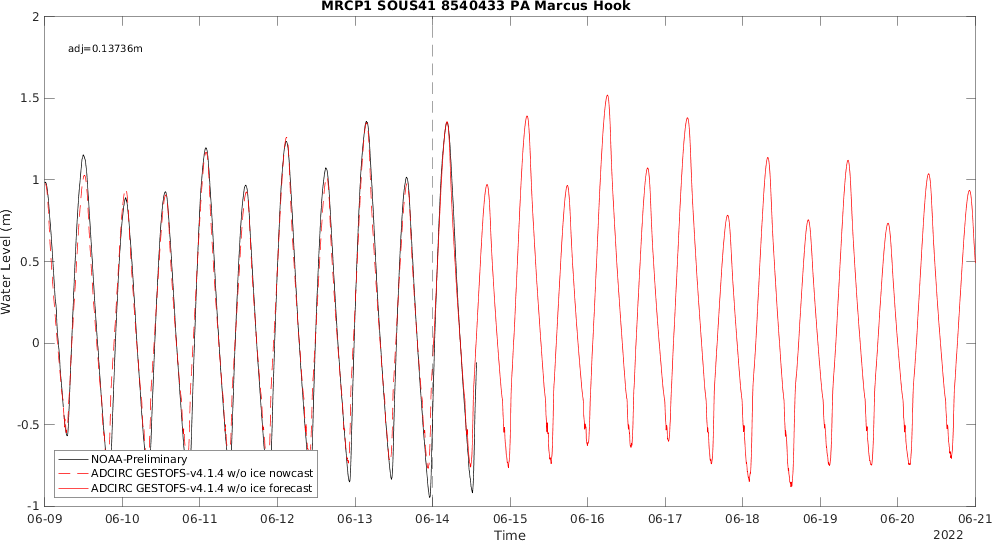 MRCP1 SOUS41 8540433 PA Marcus Hook
adj=0.13736m
Water Level (m)
2
1.5
1
0.5
0
-0.5
-1
NOAA-Preliminary
ADCIRC GESTOFS-v4.1.4 w/o ice nowcast
ADCIRC GESTOFS-v4.1.4 w/o ice forecast
06-09 06-10 06-11 06-12 06-13 06-14 06-15 06-16 06-17 06-18 06-19 06-20 06-21
Time
2022